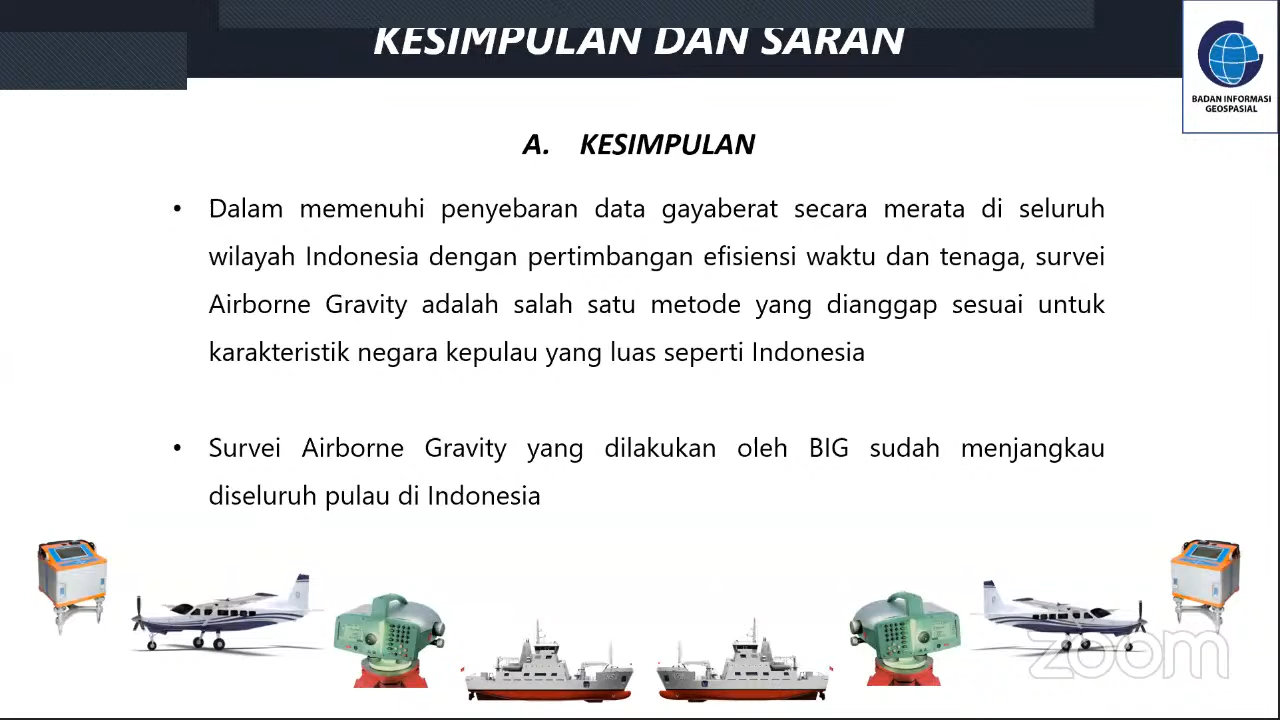 KESIMPULAN DAN SARAN
BADAN INFORMASI
GEOSPASIAL
A. KESIMPULAN
• Dalam memenuhi penyebaran data gayaberat secara merata di seluruh
wilayah Indonesia dengan pertimbangan efisiensi waktu dan tenaga, survei
Airborne Gravity adalah salah satu metode yang dianggap sesuai untuk
karakteristik negara kepulau yang luas seperti Indonesia
• Survei Airborne Gravity yang dilakukan oleh BIG sudah menjangkau
diseluruh pulau di Indonesia
zoom